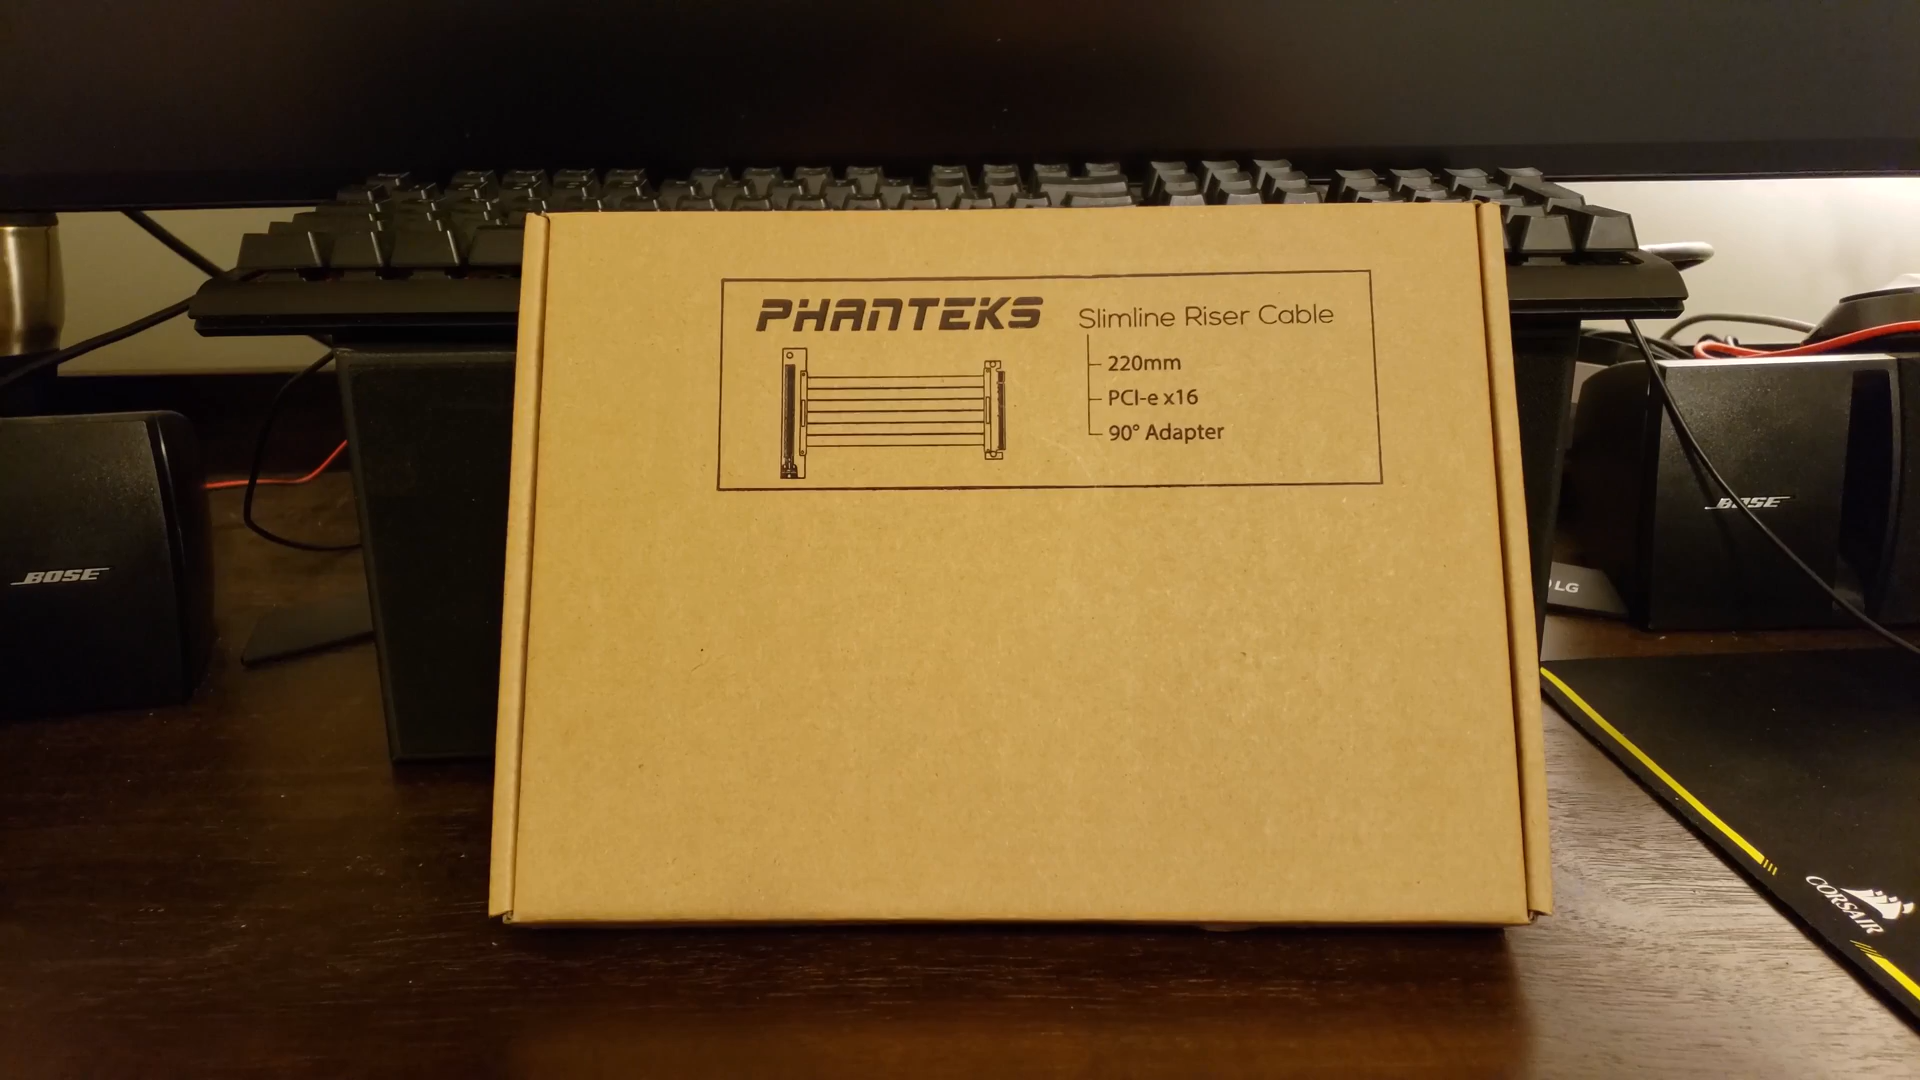 PHANTEKS
Slimline Riser Cable
220mm
PCI-e x16
90° Adapter
BOSE
BOSE
LG
CORSAIR